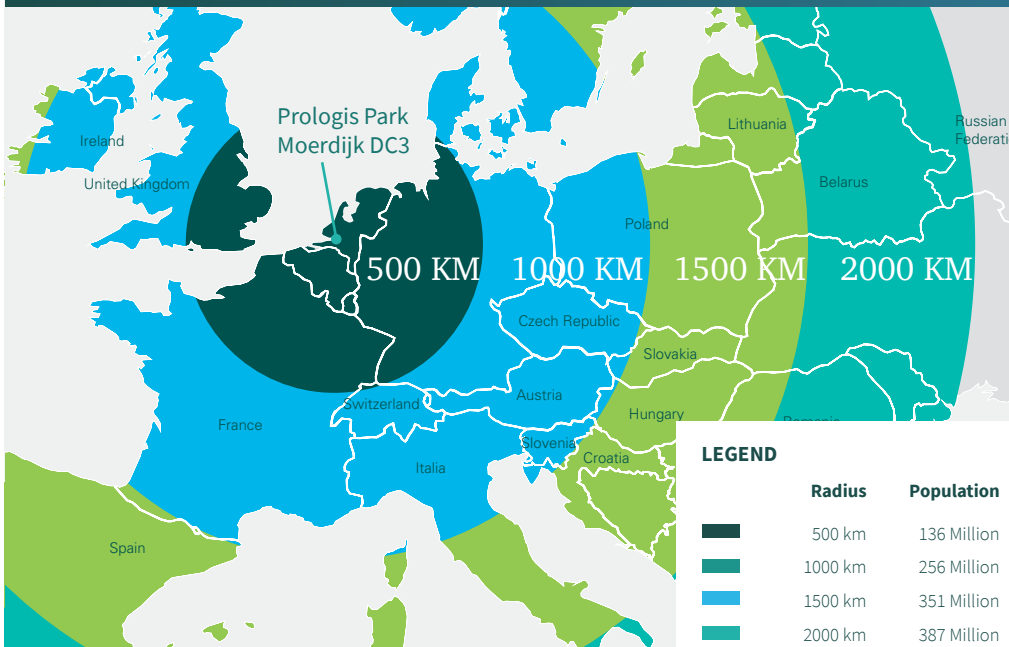 Prologis Park
Moerdijk DC3
Ireland
United Kingdom
Lithuania
Russian
Belarus
Poland
500 KM
1000 KM
1500 KM
2000 KM
Czech Republic
Slovakia
Switzerland
Austria
France
Hungary
Slovenia
Croatia
Italia
Spain
LEGEND
Radius Population
500 km 136 Million
1000 km 256 Million
1500 km 351 Million
2000 km 387 Million